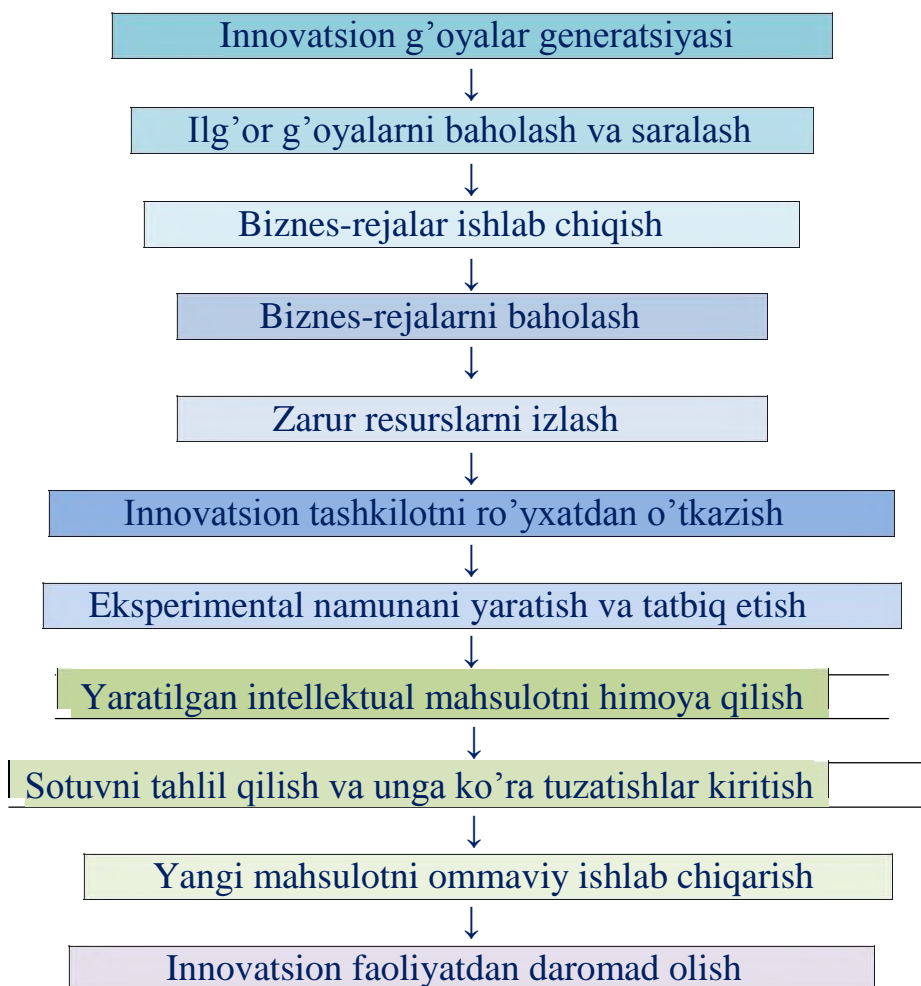 Innovatsion g’oyalar generatsiyasi
↓
Ilg’or g’oyalarni baholash va saralash
↓
Biznes-rejalar ishlab chiqish
↓
Biznes-rejalarni baholash
↓
Zarur resurslarni izlash
↓
Innovatsion tashkilotni ro’yxatdan o’tkazish
↓
Eksperimental namunani yaratish va tatbiq etish
↓
Yaratilgan intellektual mahsulotni himoya qilish
↓
Sotuvni tahlil qilish va unga ko’ra tuzatishlar kiritish
↓
Yangi mahsulotni ommaviy ishlab chiqarish
↓
Innovatsion faoliyatdan daromad olish